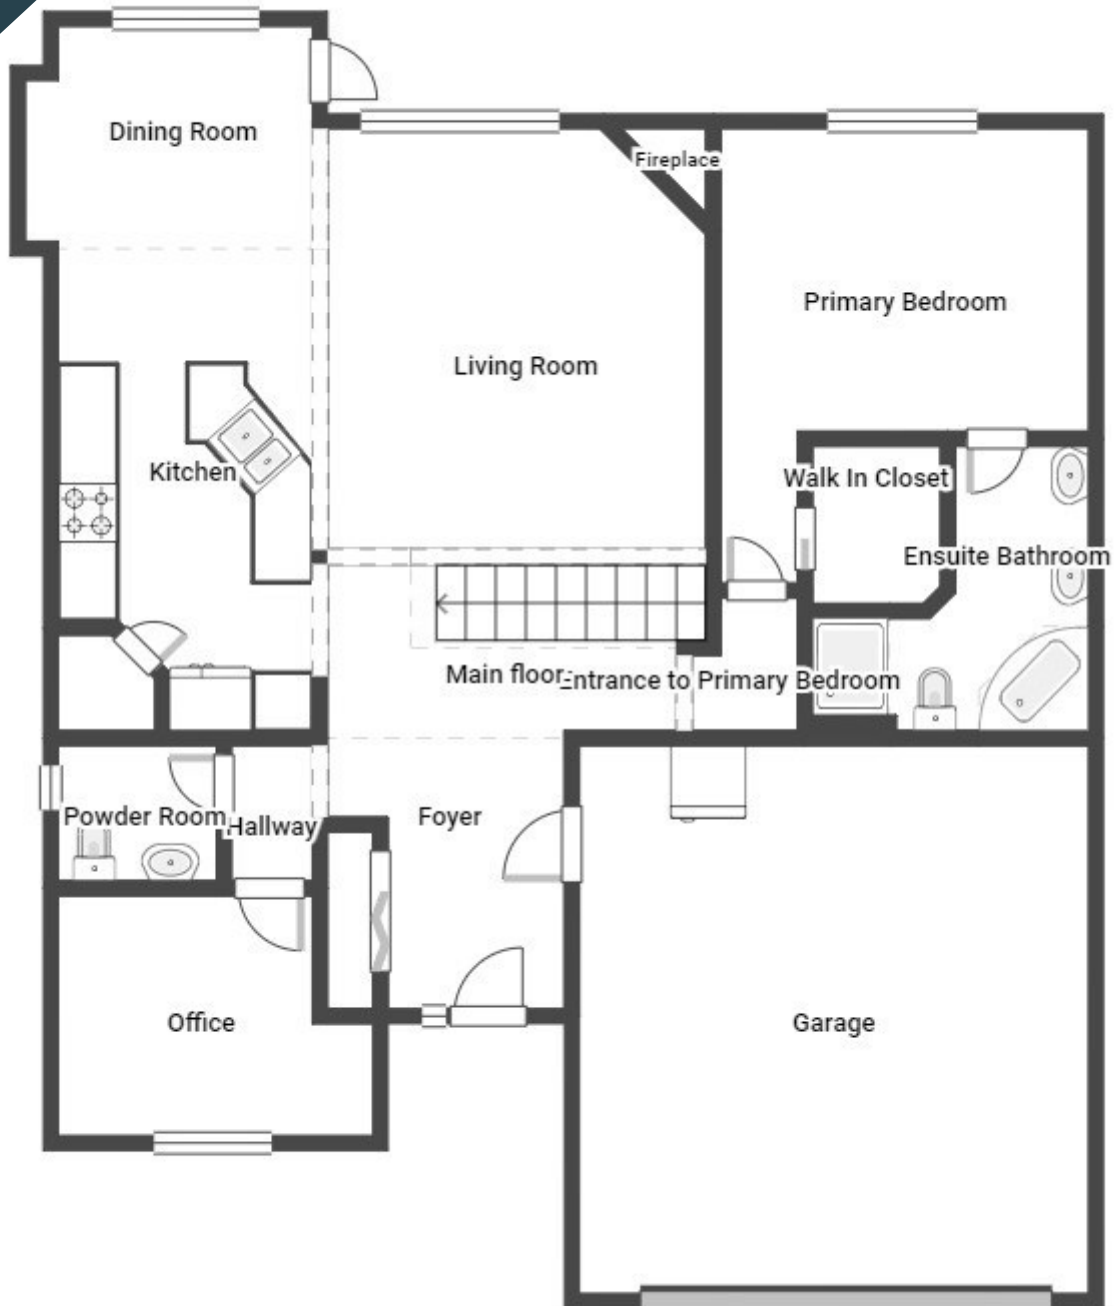 Dining Room
Fireplace
Primary Bedroom
Living Room
Kitchen
Walk In Closet
Ensuite Bathroom
Main floor
Entrance to Primary Bedroom
Powder Room
Hallway
Foyer
Office
Garage